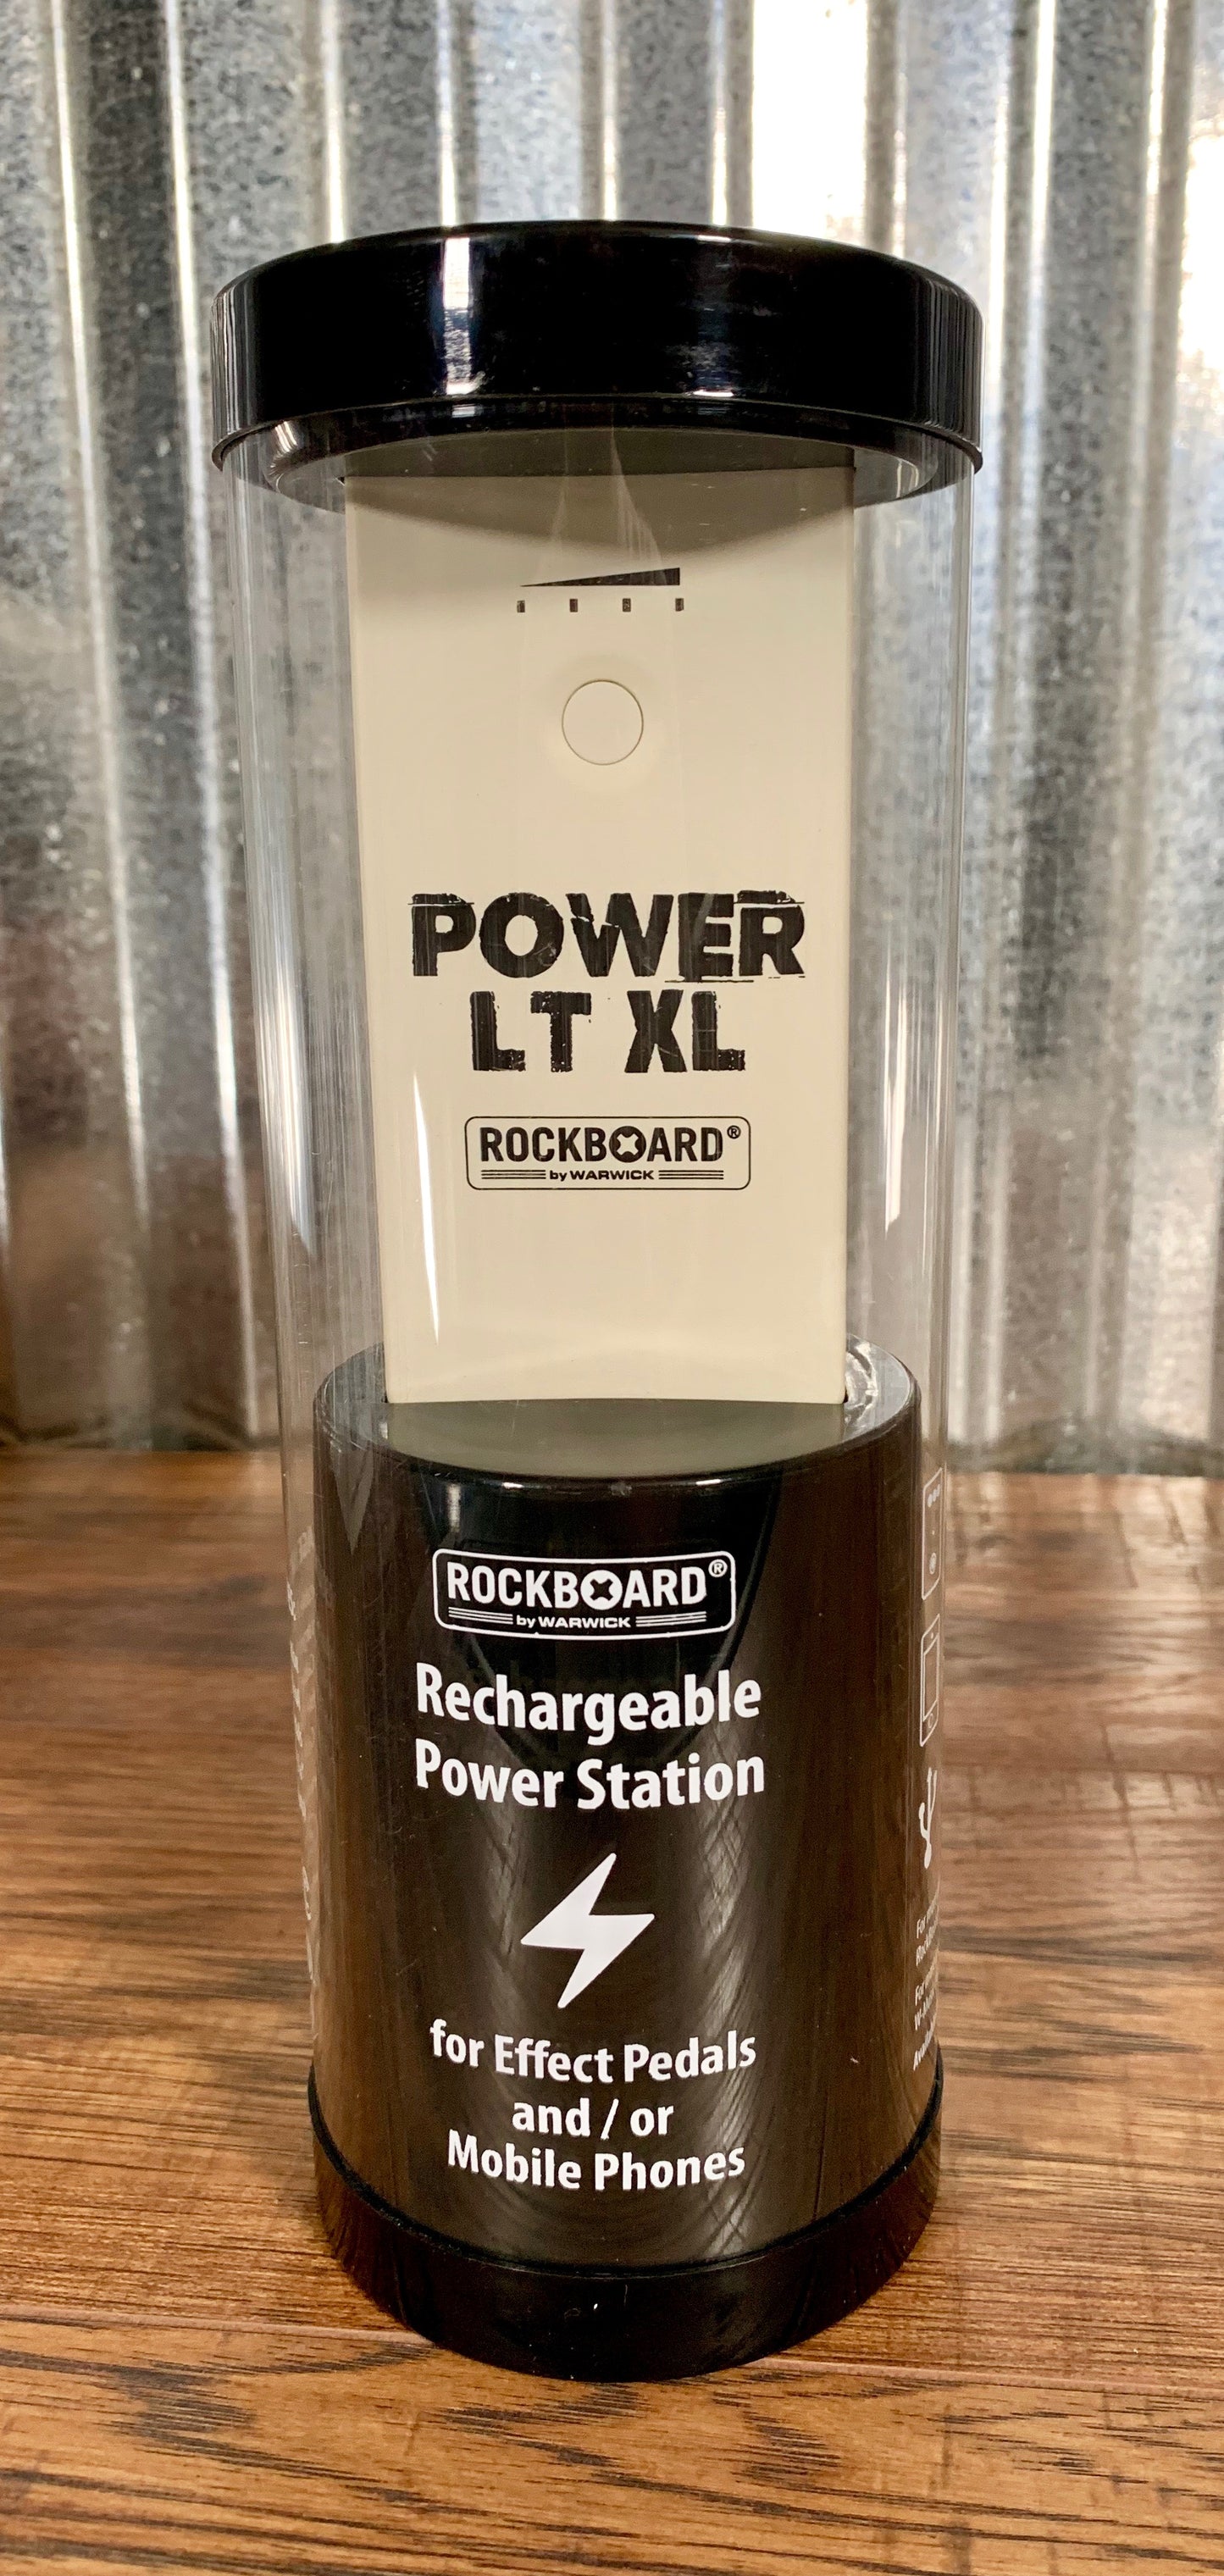 POWER
LT XL
ROCKBOARD®
by WARWICK
ROCKBOARD®
by WARWICK
Rechargeable
Power Station
for Effect Pedals
and / or
Mobile Phones